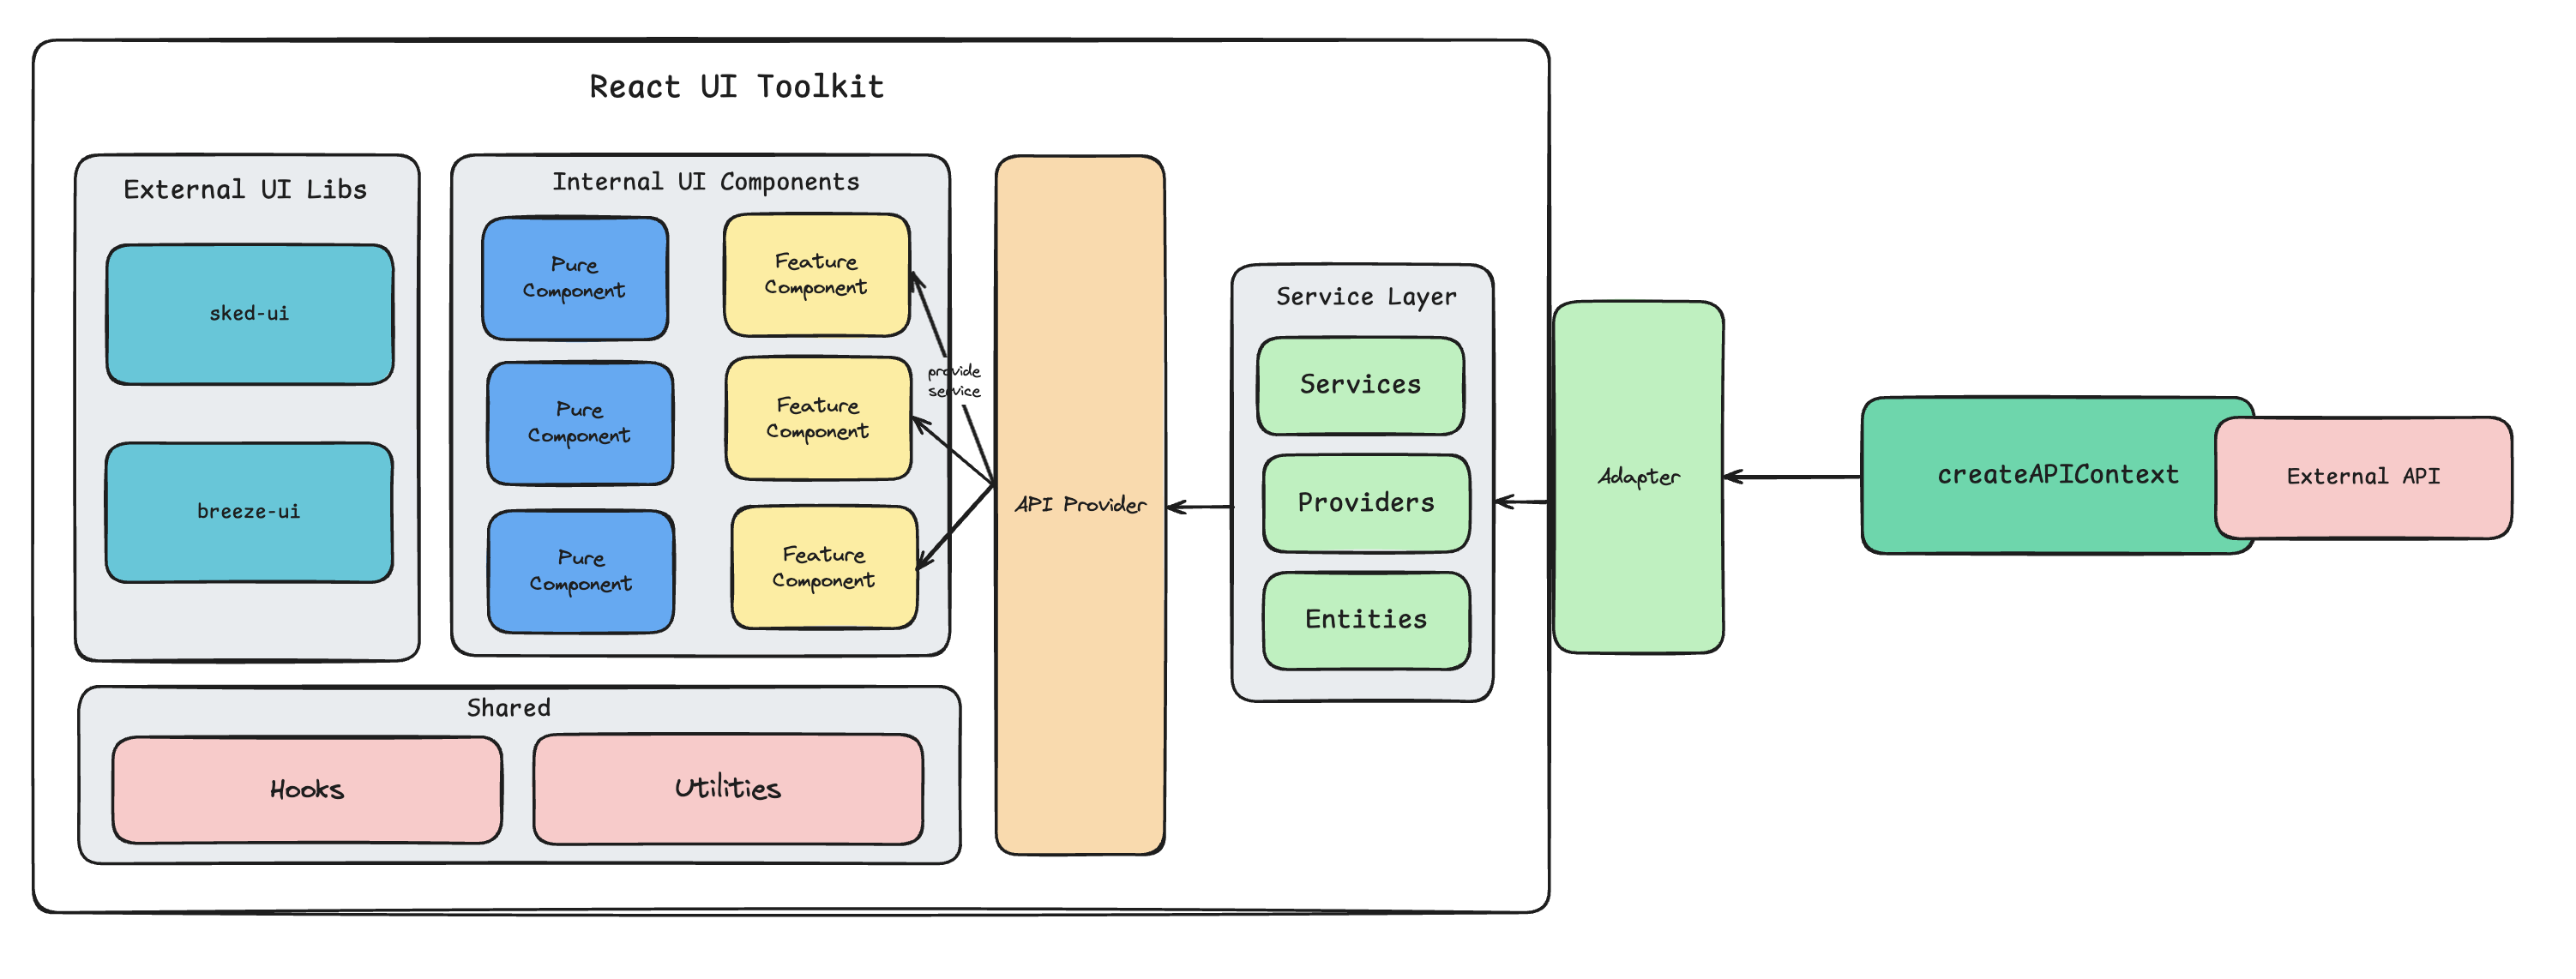 React UI Toolkit
External UI Libs
sked-ui
breeze-ui
Internal UI Components
Pure
Component
Feature
Component
Pure
Component
Feature
Component
Pure
Component
Feature
Component
provide
service
API Provider
Service Layer
Services
Providers
Entities
Adapter
createAPIContext
External API
Shared
Hooks
Utilities